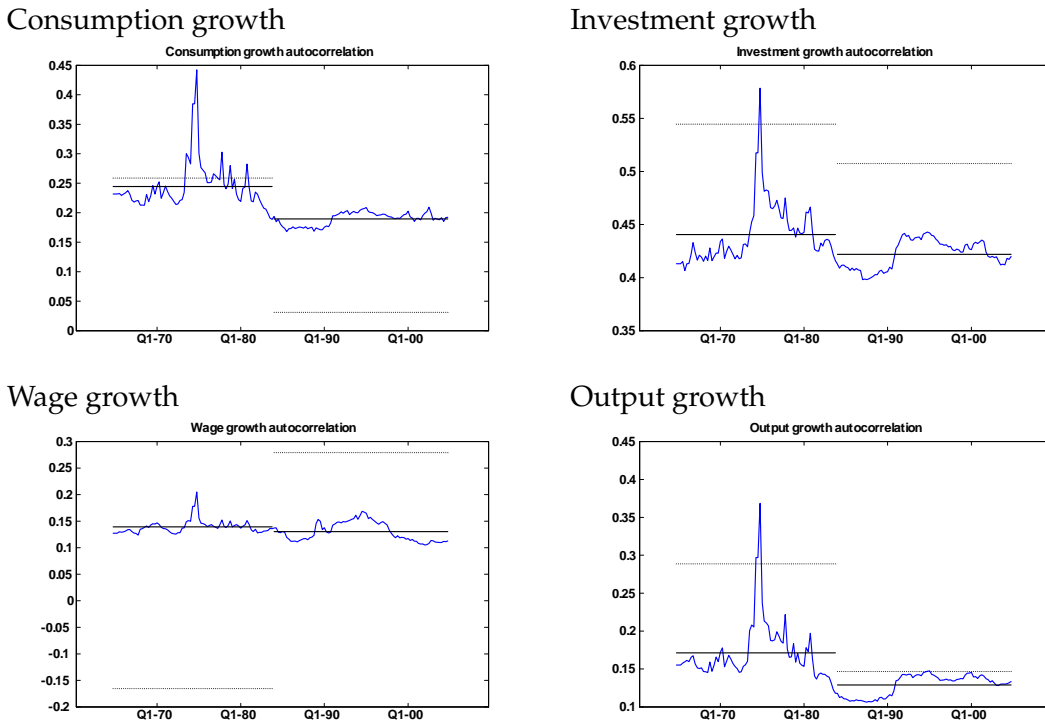 Consumption growth
Consumption growth autocorrelation
0.45
0.4
0.35
0.3
0.25
0.2
0.15
0.1
0.05
0
Q1-70 Q1-80 Q1-90 Q1-00
Investment growth
Investment growth autocorrelation
0.6
0.55
0.5
0.45
0.4
0.35
Q1-70 Q1-80 Q1-90 Q1-00
Wage growth
Wage growth autocorrelation
0.3
0.25
0.2
0.15
0.1
0.05
0
-0.05
-0.1
-0.15
-0.2
Q1-70 Q1-80 Q1-90 Q1-00
Output growth
Output growth autocorrelation
0.45
0.4
0.35
0.3
0.25
0.2
0.15
0.1
Q1-70 Q1-80 Q1-90 Q1-00